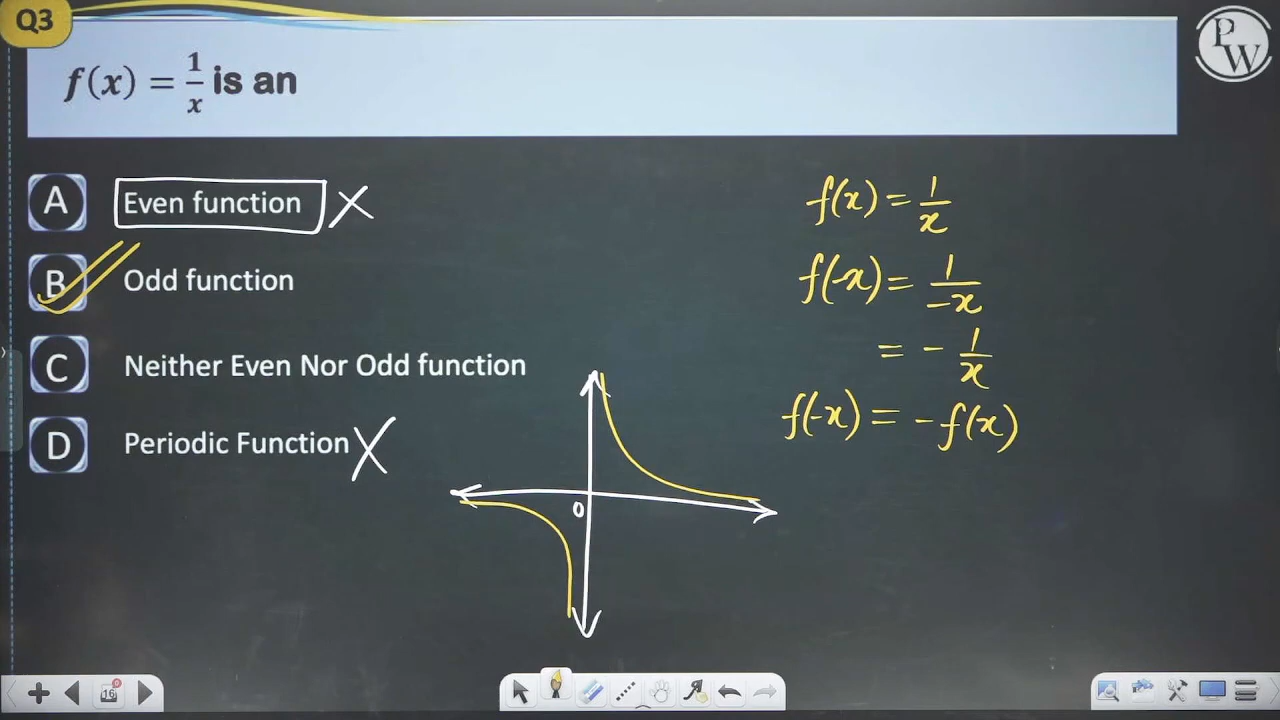 Q3
PW
f(x) = 1/x is an
A Even function X
B Odd function
C Neither Even Nor Odd function
D Periodic Function X
f(x) = 1/x
f(-x) = 1/-x
= - 1/x
f(-x) = -f(x)
0
16